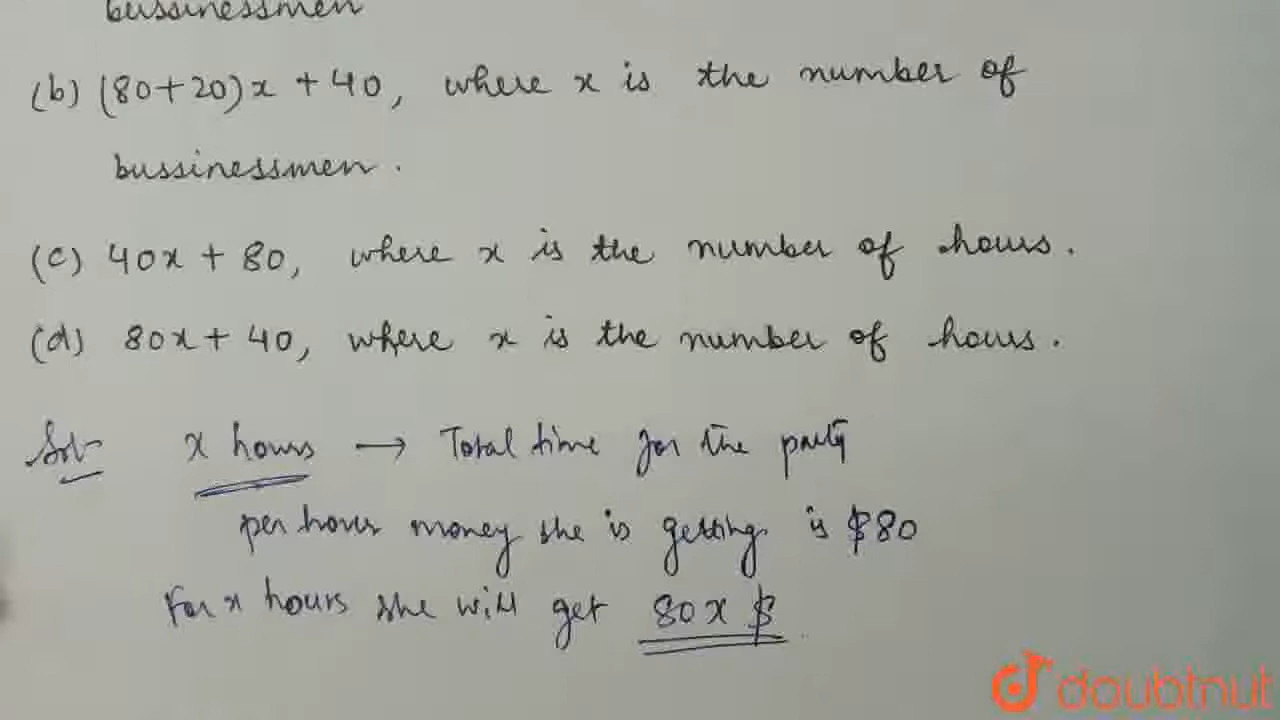 bussinessmen
(b) (80+20)x + 40, where x is the number of
bussinessmen.
(c) 40x + 80, where x is the number of hours.
(d) 80x + 40, where x is the number of hours.
Sol- x hours → Total time for the party
per hour money she is getting is $80
For x hours she will get 80x $
doubtnut